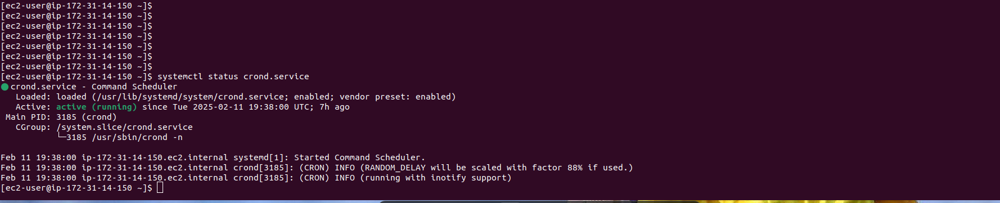 [ec2-user@ip-172-31-14-150 ~]$
[ec2-user@ip-172-31-14-150 ~]$
[ec2-user@ip-172-31-14-150 ~]$
[ec2-user@ip-172-31-14-150 ~]$
[ec2-user@ip-172-31-14-150 ~]$
[ec2-user@ip-172-31-14-150 ~]$
[ec2-user@ip-172-31-14-150 ~]$
[ec2-user@ip-172-31-14-150 ~]$ systemctl status crond.service
● crond.service - Command Scheduler
   Loaded: loaded (/usr/lib/systemd/system/crond.service; enabled; vendor preset: enabled)
   Active: active (running) since Tue 2025-02-11 19:38:00 UTC; 7h ago
 Main PID: 3185 (crond)
   CGroup: /system.slice/crond.service
           └─3185 /usr/sbin/crond -n

Feb 11 19:38:00 ip-172-31-14-150.ec2.internal systemd[1]: Started Command Scheduler.
Feb 11 19:38:00 ip-172-31-14-150.ec2.internal crond[3185]: (CRON) INFO (RANDOM_DELAY will be scaled with factor 88% if used.)
Feb 11 19:38:00 ip-172-31-14-150.ec2.internal crond[3185]: (CRON) INFO (running with inotify support)
[ec2-user@ip-172-31-14-150 ~]$